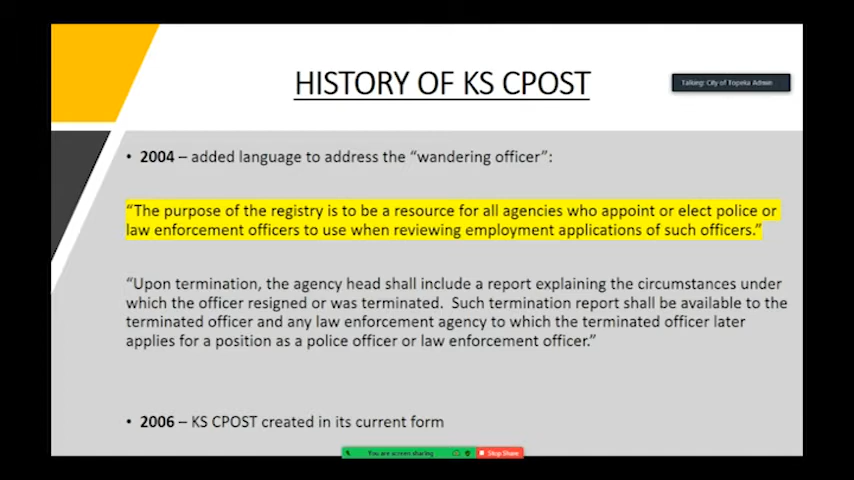 HISTORY OF KS CPOST
Talking: City of Topeka Admin
• 2004 – added language to address the “wandering officer”:
“The purpose of the registry is to be a resource for all agencies who appoint or elect police or
law enforcement officers to use when reviewing employment applications of such officers.”
“Upon termination, the agency head shall include a report explaining the circumstances under
which the officer resigned or was terminated.  Such termination report shall be available to the
terminated officer and any law enforcement agency to which the terminated officer later
applies for a position as a police officer or law enforcement officer.”
• 2006 – KS CPOST created in its current form
You are screen sharing
Stop Share